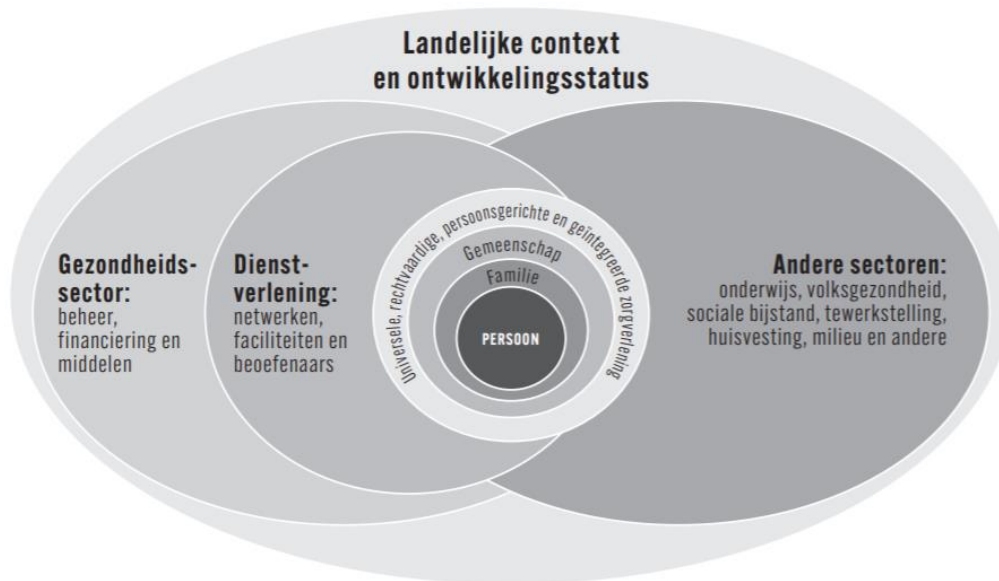 Landelijke context
en ontwikkelingsstatus
Gezondheids-
sector:
beheer,
financiering en
middelen
Dienst-
verlening:
netwerken,
faciliteiten en
beoefenaars
Universele, rechtvaardige, persoonsgerichte en geïntegreerde zorgverlening
Gemeenschap
Familie
PERSOON
Andere sectoren:
onderwijs, volksgezondheid,
sociale bijstand, tewerkstelling,
huisvesting, milieu en andere